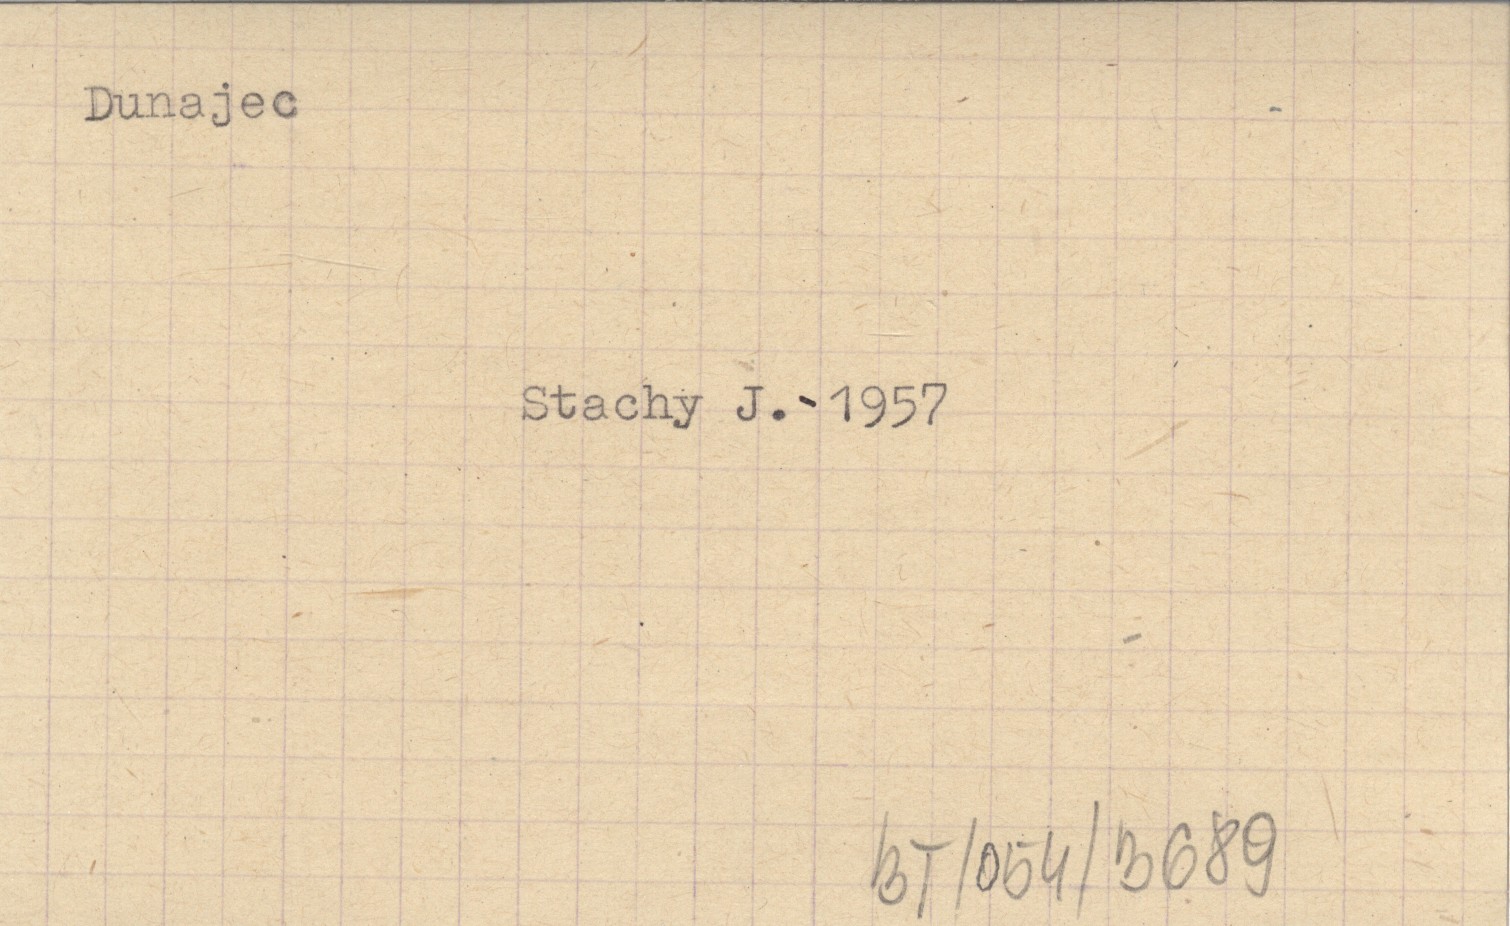 Dunajec
Stachy J.-1957
BT/054/3689